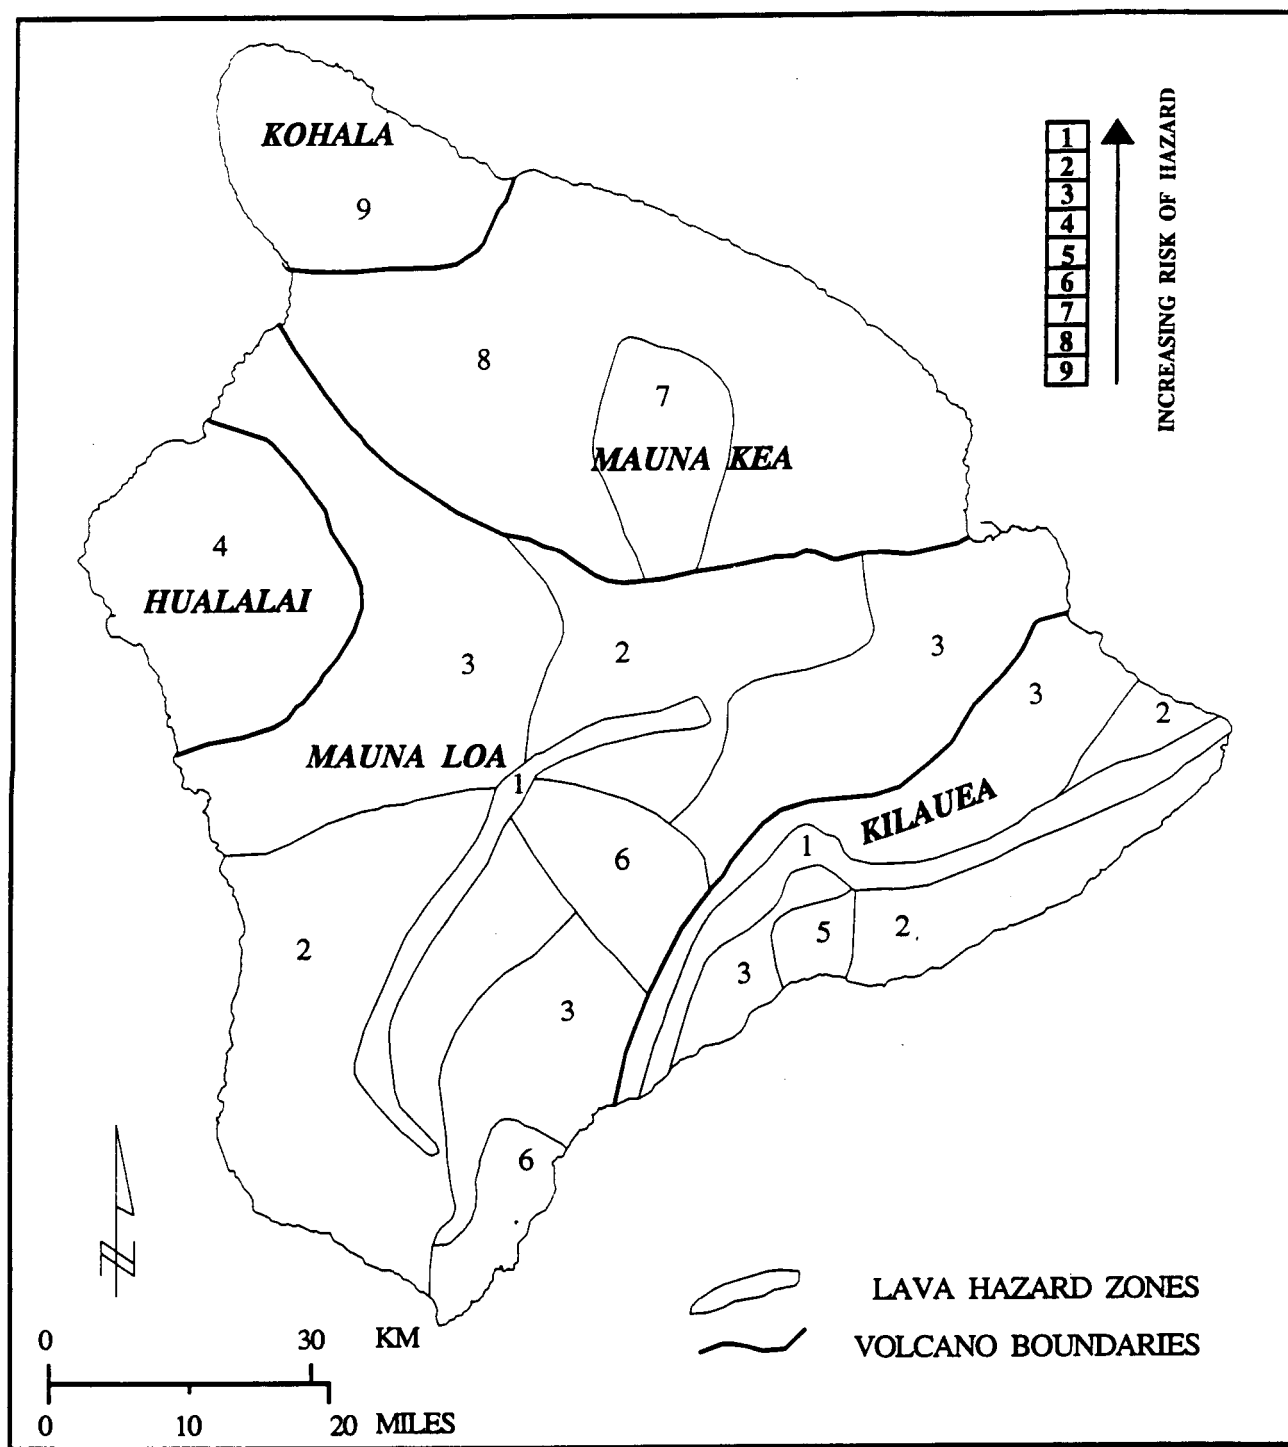 KOHALA
9
1
2
3
4
5
6
7
8
9
INCREASING RISK OF HAZARD
8
7
MAUNA KEA
4
HUALALAI
3
2
3
3
2
MAUNA LOA
1
KILAUEA
1
6
2
5
2
3
3
6
N
LAVA HAZARD ZONES
VOLCANO BOUNDARIES
0 30 KM
0 10 20 MILES